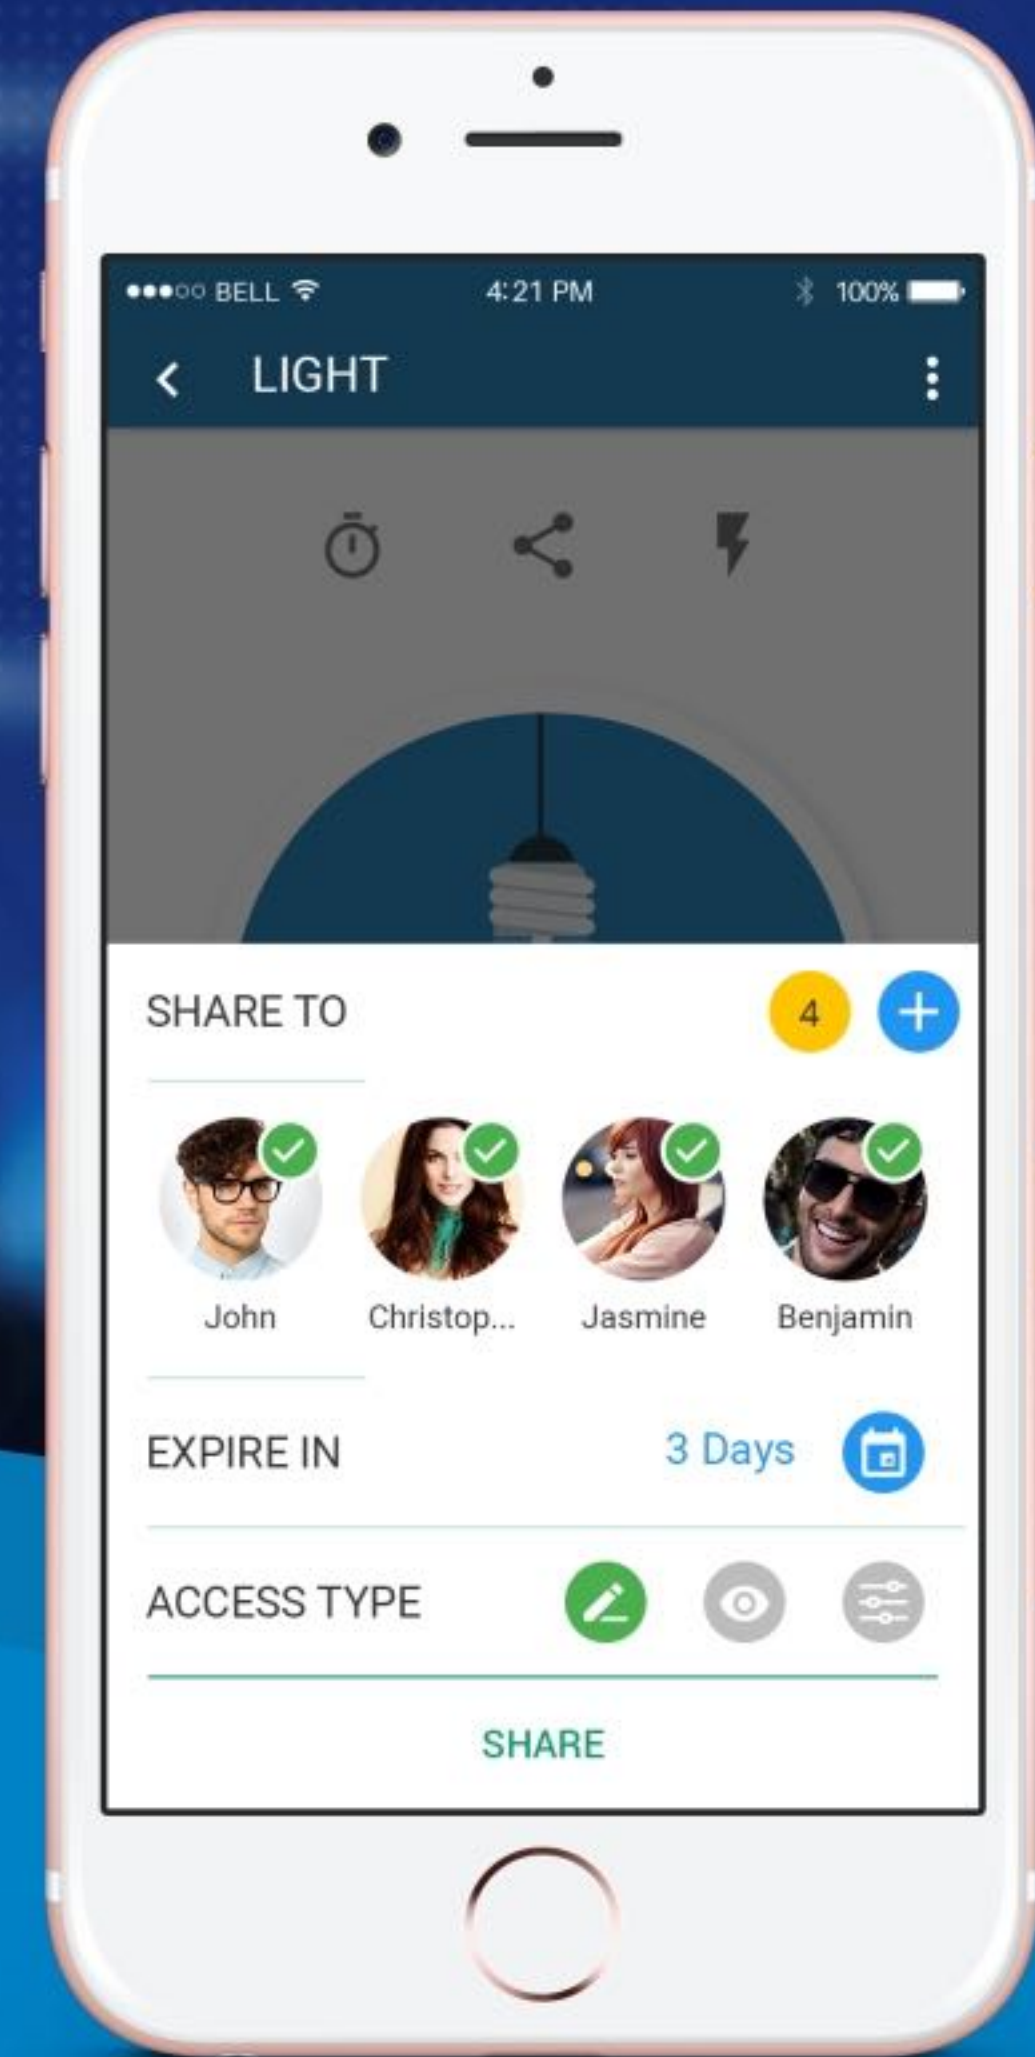 BELL 4:21 PM 100%
LIGHT
SHARE TO 4
John Christop... Jasmine Benjamin
EXPIRE IN 3 Days
ACCESS TYPE
SHARE